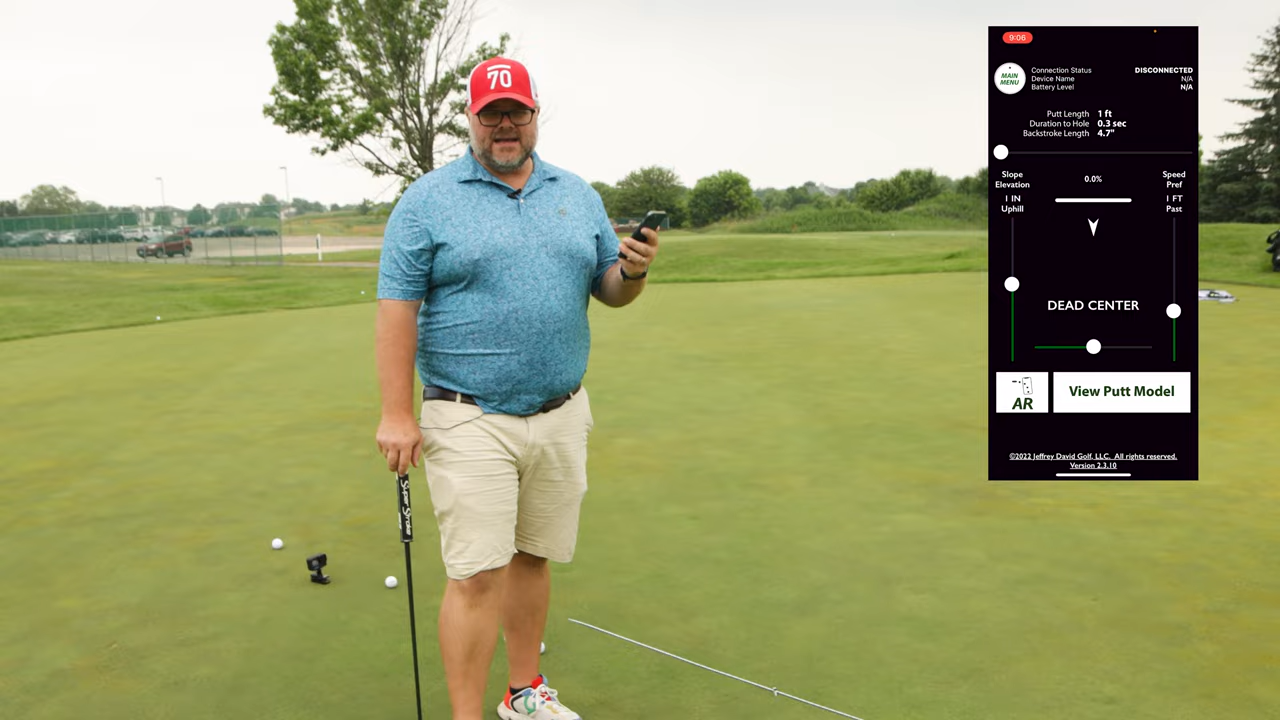 70
Super Stroke
9:06
MAIN
MENU
Connection Status DISCONNECTED
Device Name N/A
Battery Level N/A
Putt Length 1 ft
Duration to Hole 0.3 sec
Backstroke Length 4.7"
Slope
Elevation
0.0%
Speed
Pref
1 IN
Uphill
1 FT
Past
DEAD CENTER
AR
View Putt Model
©2022 Jeffrey David Golf, LLC. All rights reserved.
Version 2.3.10